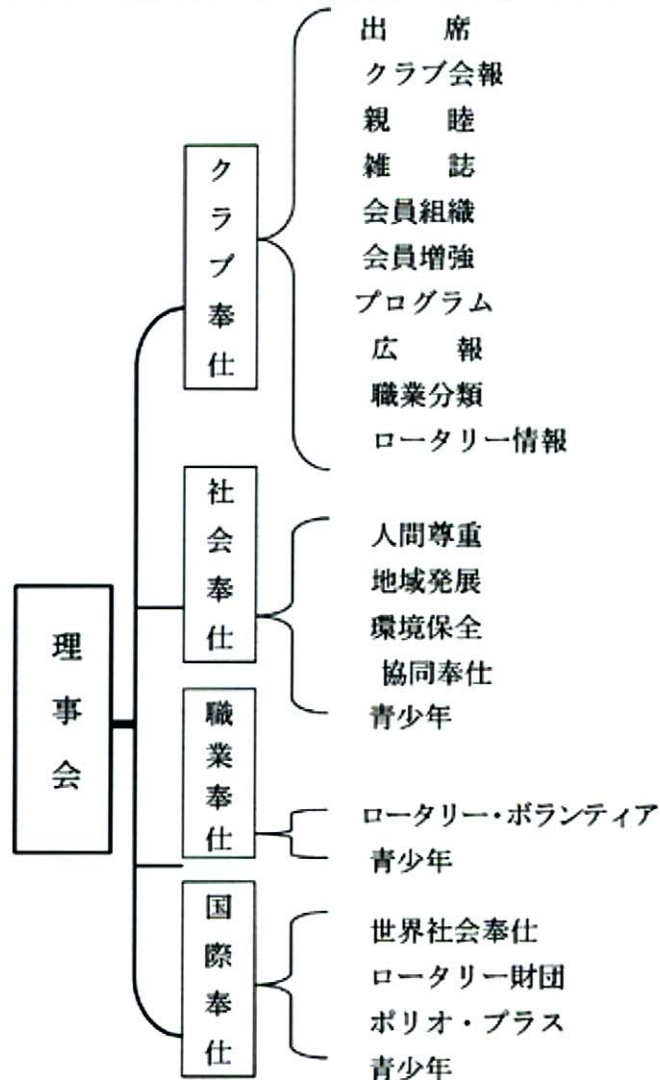 理事会
クラブ奉仕
出　　席
クラブ会報
親　　睦
雑　　誌
会員組織
会員増強
プログラム
広　　報
職業分類
ロータリー情報
社会奉仕
人間尊重
地域発展
環境保全
協同奉仕
青少年
職業奉仕
ロータリー・ボランティア
青少年
国際奉仕
世界社会奉仕
ロータリー財団
ポリオ・プラス
青少年